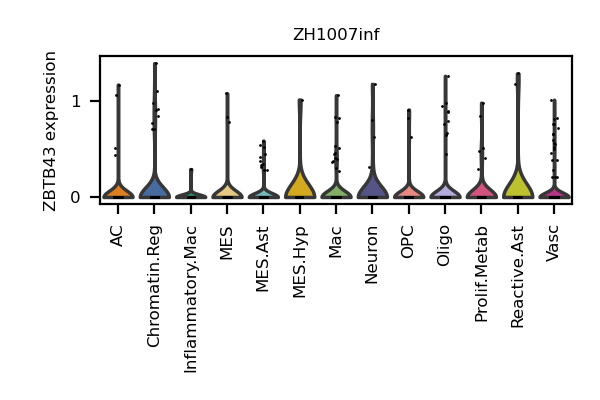 ZH1007inf
ZBTB43 expression
1
0
AC
Chromatin.Reg
Inflammatory.Mac
MES
MES.Ast
MES.Hyp
Mac
Neuron
OPC
Oligo
Prolif.Metab
Reactive.Ast
Vasc